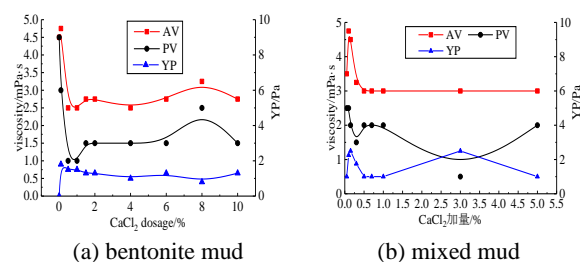 (a)
AV
PV
YP
viscosity/mPa·s
5.0
4.5
4.0
3.5
3.0
2.5
2.0
1.5
1.0
0.5
0.0
0 2 4 6 8 10
CaCl2 dosage/%
YP/Pa
10
8
6
4
2
0
(a) bentonite mud
(b)
AV PV
YP
viscosity/mPa·s
5
4
3
2
1
0
0.0 0.5 1.0 1.5 2.0 2.5 3.0 3.5 4.0 4.5 5.0
CaCl2加量/%
YP/Pa
10
8
6
4
2
0
(b) mixed mud